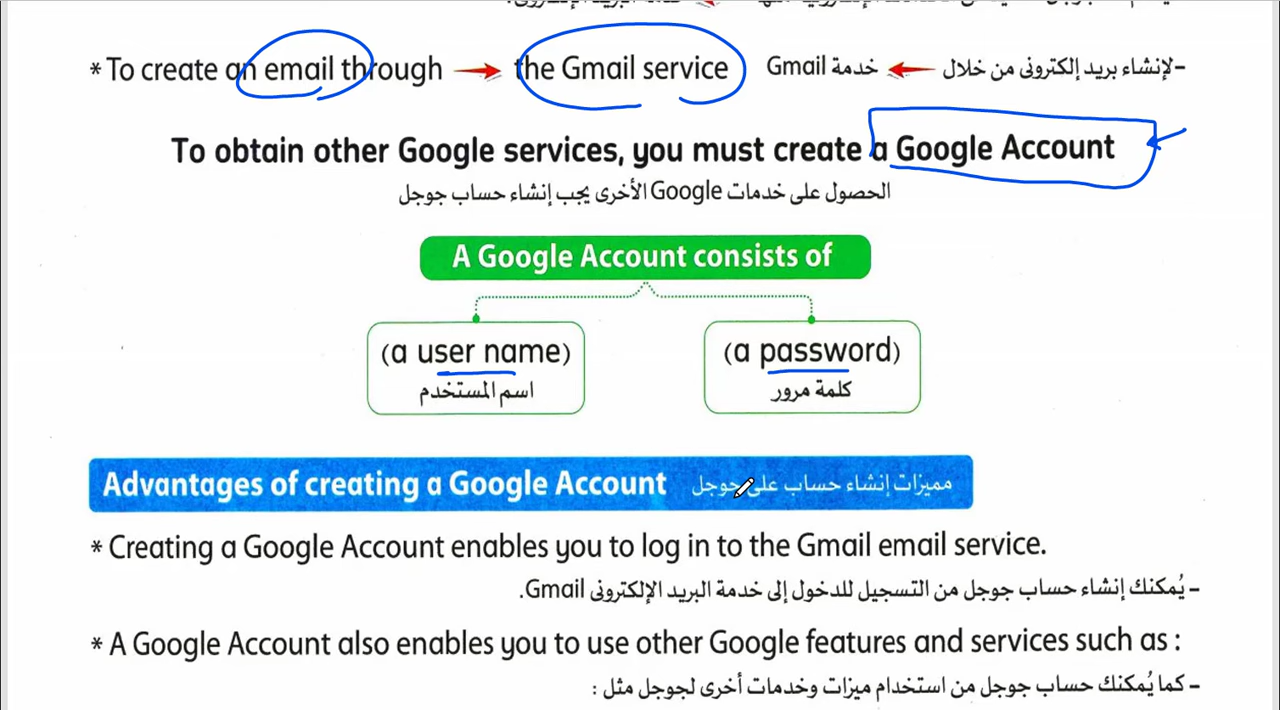 * To create an email through → the Gmail service
-لإنشاء بريد إلكترونى من خلال ← خدمة Gmail
To obtain other Google services, you must create a Google Account
الحصول على خدمات Google الأخرى يجب إنشاء حساب جوجل
A Google Account consists of
(a user name)
اسم المستخدم
(a password)
كلمة مرور
Advantages of creating a Google Account مميزات إنشاء حساب على جوجل
* Creating a Google Account enables you to log in to the Gmail email service.
- يُمكنك إنشاء حساب جوجل من التسجيل للدخول إلى خدمة البريد الإلكترونى Gmail.
* A Google Account also enables you to use other Google features and services such as :
- كما يُمكنك حساب جوجل من استخدام ميزات وخدمات أخرى لجوجل مثل :